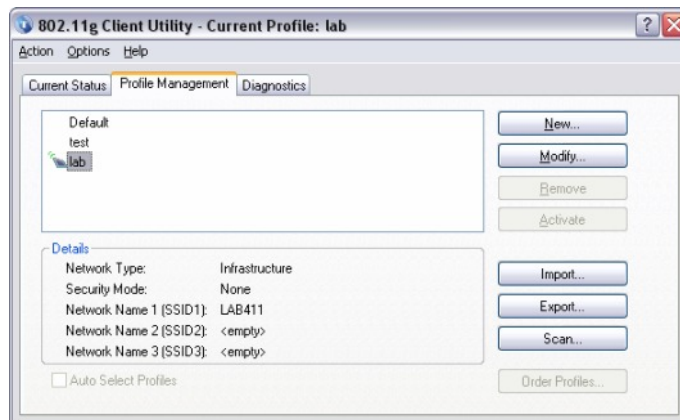 802.11g Client Utility - Current Profile: lab
Action Options Help
Current Status Profile Management Diagnostics
Default
test
lab
New...
Modify...
Remove
Activate
Details
Network Type: Infrastructure
Security Mode: None
Network Name 1 (SSID1): LAB411
Network Name 2 (SSID2): <empty>
Network Name 3 (SSID3): <empty>
Import...
Export...
Scan...
Auto Select Profiles
Order Profiles...